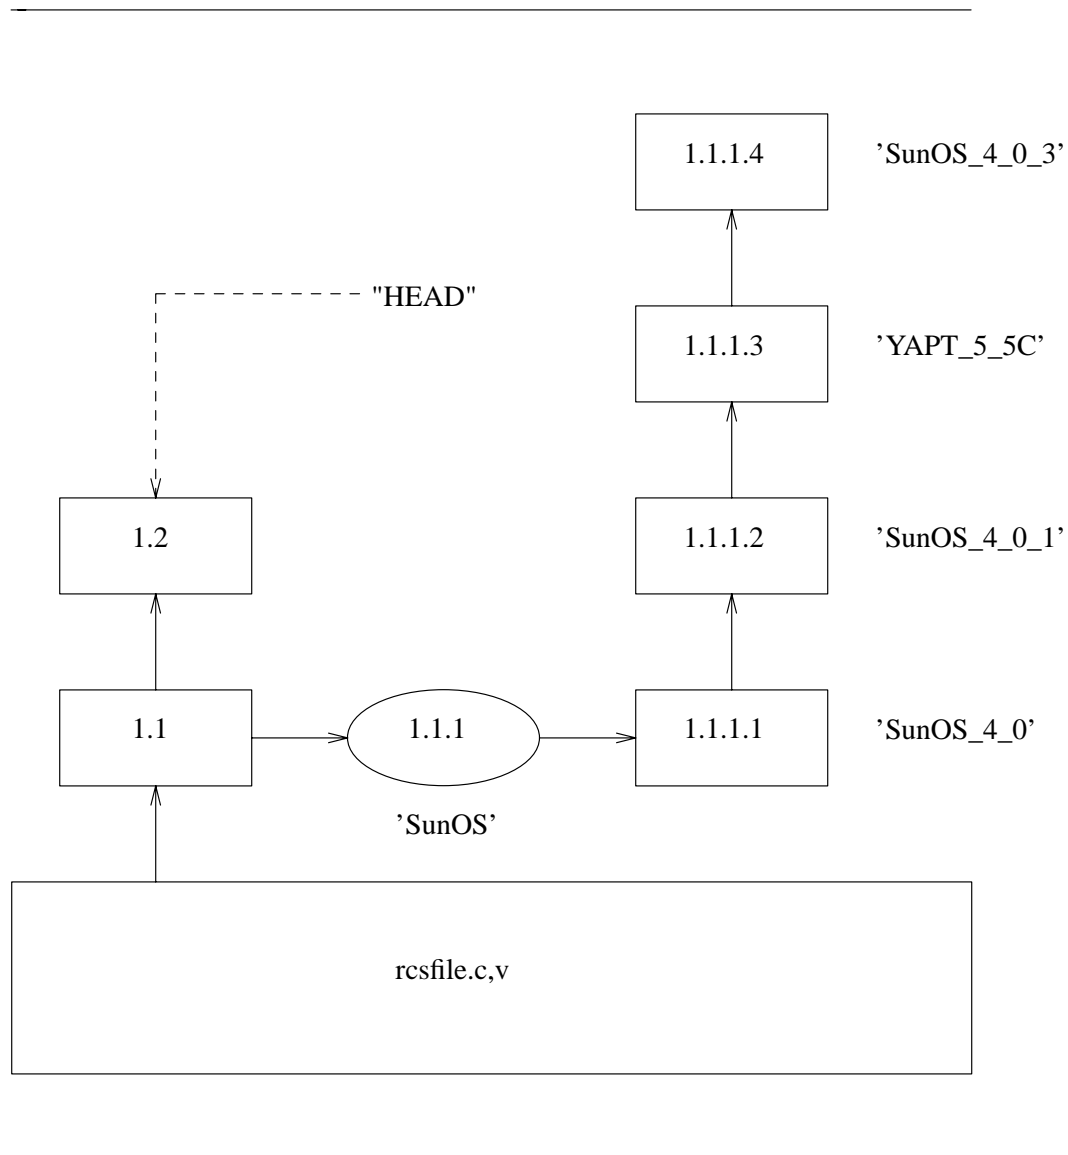 1.1.1.4 ’SunOS_4_0_3’
"HEAD"
1.1.1.3 ’YAPT_5_5C’
1.2 1.1.1.2 ’SunOS_4_0_1’
1.1 1.1.1 1.1.1.1 ’SunOS_4_0’
’SunOS’
rcsfile.c,v